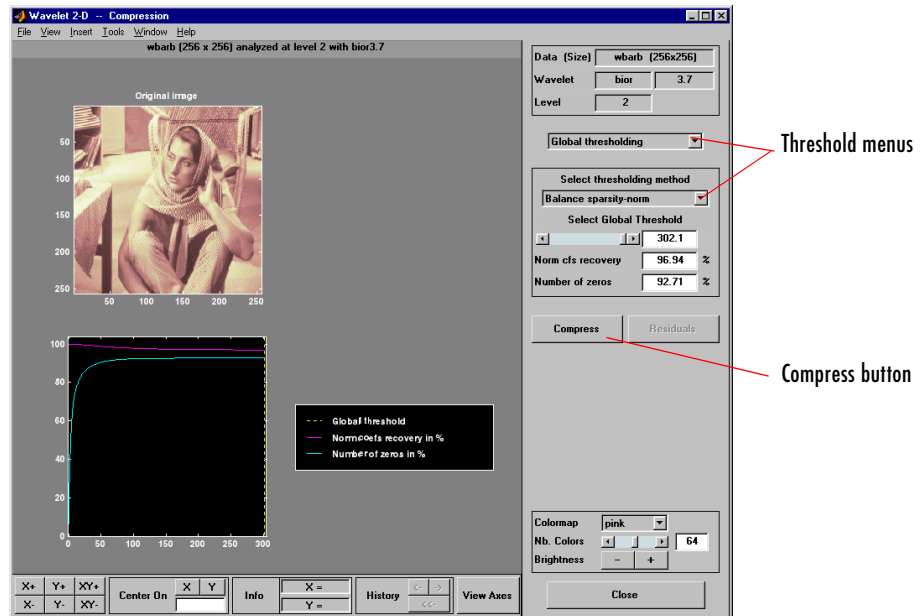 Wavelet 2-D -- Compression
File View Insert Tools Window Help
wbarb (256 x 256) analyzed at level 2 with bior3.7
Original image
50
100
150
200
250
50 100 150 200 250
100
80
60
40
20
0
0 50 100 150 200 250 300
Global threshold
Norm coefs recovery in %
Number of zeros in %
Data (Size) wbarb (256x256)
Wavelet bior 3.7
Level 2
Global thresholding
Select thresholding method
Balance sparsity-norm
Select Global Threshold
302.1
Norm cfs recovery 96.94 %
Number of zeros 92.71 %
Compress Residuals
Threshold menus
Compress button
Colormap pink
Nb. Colors 64
Brightness - +
X+ Y+ XY+
X- Y- XY-
Center On X Y
Info X =
Y =
History <- ->
<<-
View Axes
Close